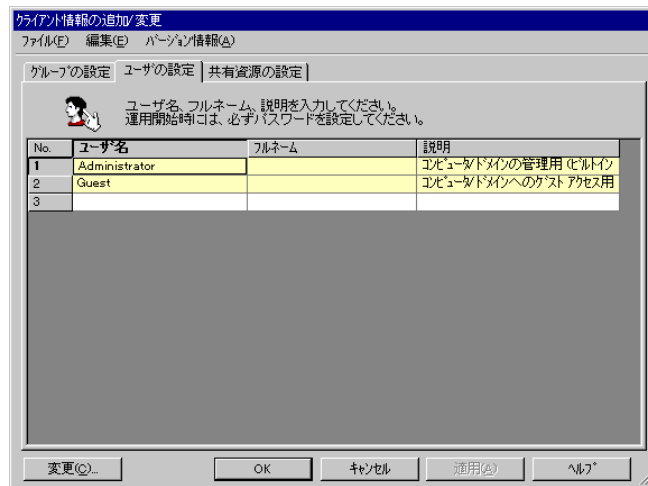 クライアント情報の追加/変更
ファイル(F) 編集(E) バージョン情報(A)
グループの設定 ユーザの設定 共有資源の設定
ユーザ名、フルネーム、説明を入力してください。
運用開始時には、必ずパスワードを設定してください。
No. ユーザ名 フルネーム 説明
1 Administrator コンピュータ/ドメインの管理用 (ビルトイン
2 Guest コンピュータ/ドメインへのゲスト アクセス用
3
変更(C)... OK キャンセル 適用(A) ヘルプ